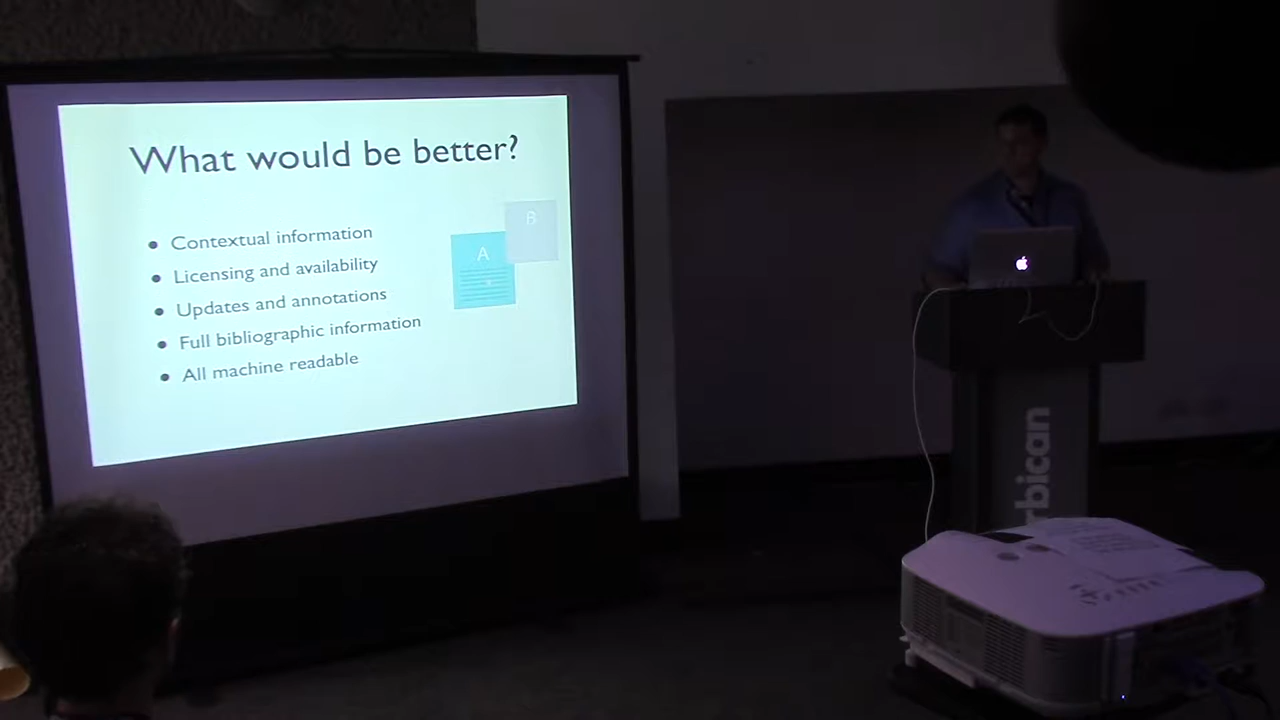 What would be better?
B
A
● Contextual information
● Licensing and availability
● Updates and annotations
● Full bibliographic information
● All machine readable
rbican